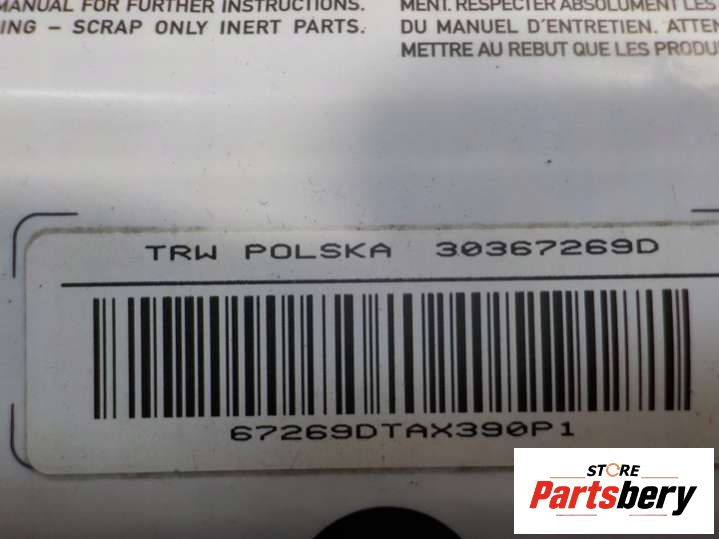 MANUAL FOR FURTHER INSTRUCTIONS.
ING – SCRAP ONLY INERT PARTS.
MENT. RESPECTER ABSOLUMENT LES
DU MANUEL D´ENTRETIEN. ATTEN
METTRE AU REBUT QUE LES PRODU
TRW POLSKA 30367269D
67269DTAX390P1
STORE
Partsbery